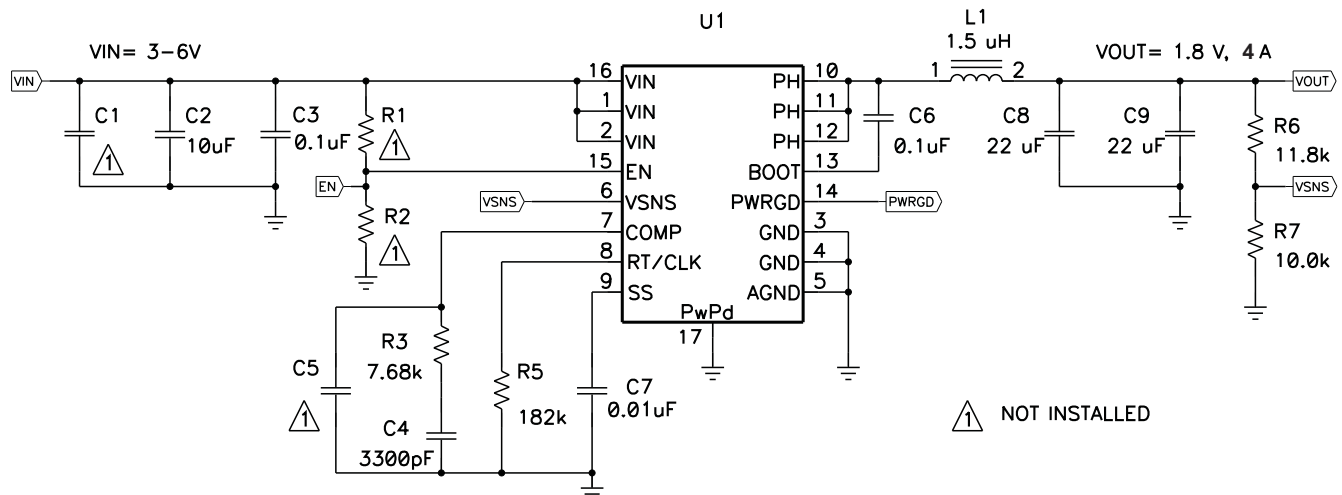 U1
L1
1.5 uH
VIN= 3-6V
VOUT= 1.8 V, 4A
VIN
C1
1
C2
10uF
C3
0.1uF
R1
1
EN
R2
1
VSNS
16 VIN
1 VIN
2 VIN
15 EN
6 VSNS
7 COMP
8 RT/CLK
9 SS
PH 10
PH 11
PH 12
BOOT 13
PWRGD 14
GND 3
GND 4
AGND 5
PwPd
17
1 2
C6
0.1uF
PWRGD
C8
22 uF
C9
22 uF
VOUT
R6
11.8k
VSNS
R7
10.0k
C5
1
R3
7.68k
C4
3300pF
R5
182k
C7
0.01uF
1 NOT INSTALLED